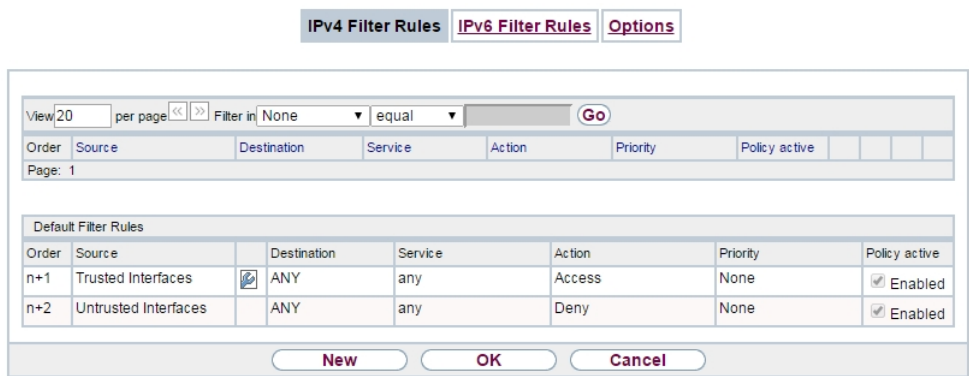 IPv4 Filter Rules IPv6 Filter Rules Options
View 20 per page << >> Filter in None equal Go
Order Source Destination Service Action Priority Policy active
Page: 1
Default Filter Rules
Order Source Destination Service Action Priority Policy active
n+1 Trusted Interfaces ANY any Access None Enabled
n+2 Untrusted Interfaces ANY any Deny None Enabled
New OK Cancel